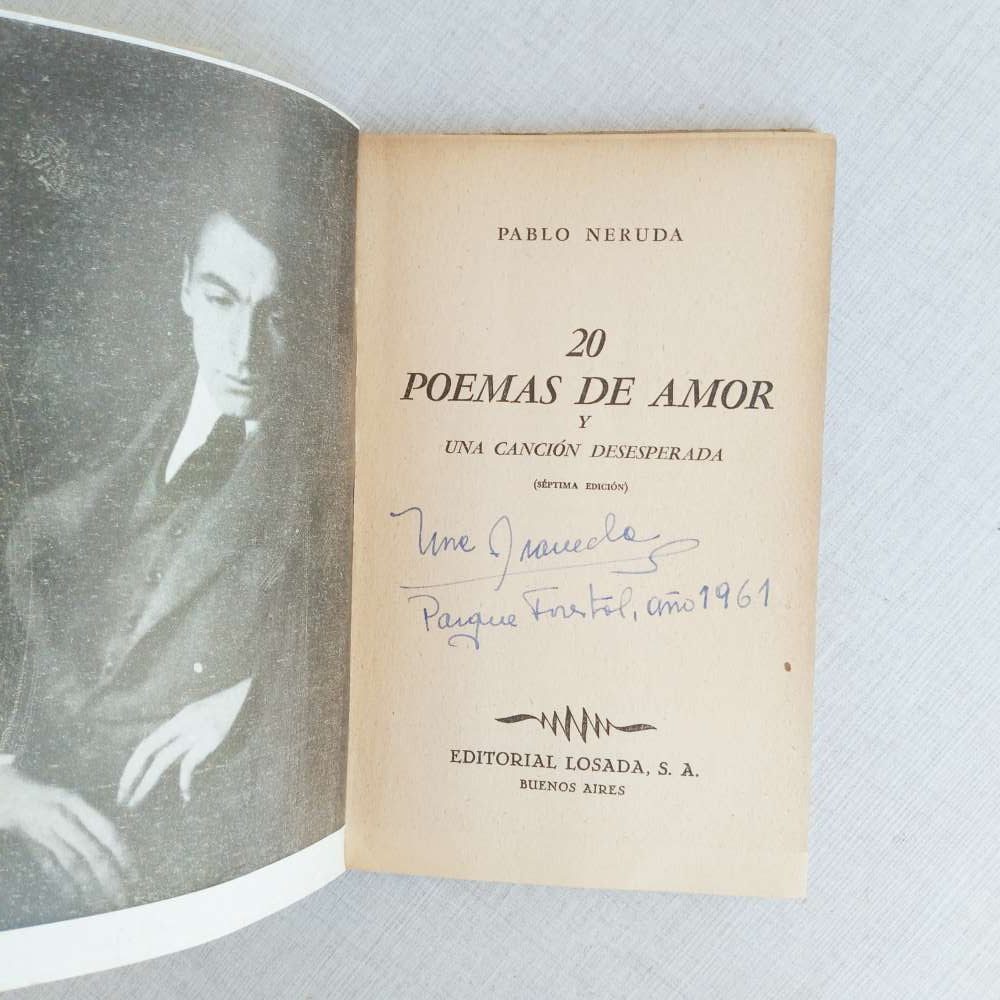 PABLO NERUDA
20
POEMAS DE AMOR
Y
UNA CANCIÓN DESESPERADA
(SÉPTIMA EDICIÓN)
Parque Forestal, año 1961
EDITORIAL LOSADA, S. A.
BUENOS AIRES